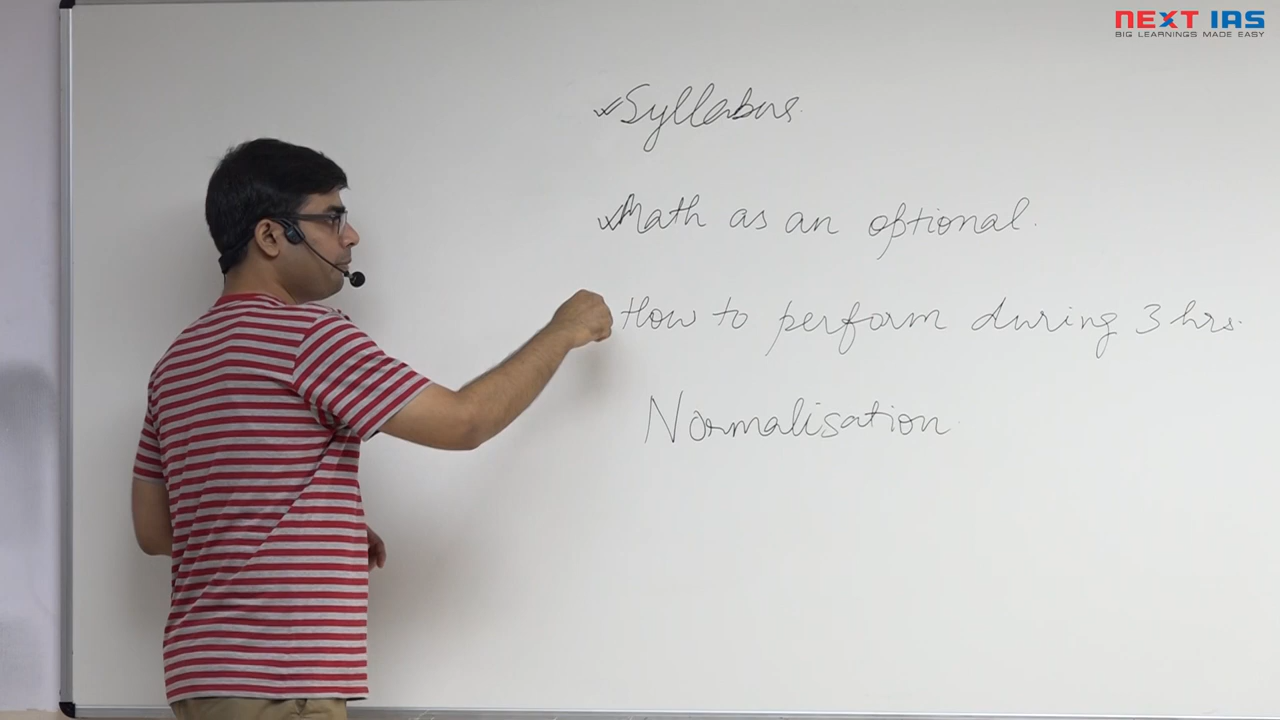 NEXT IAS
BIG LEARNINGS MADE EASY
Syllabus.
Math as an optional.
How to perform during 3 hrs.
Normalisation